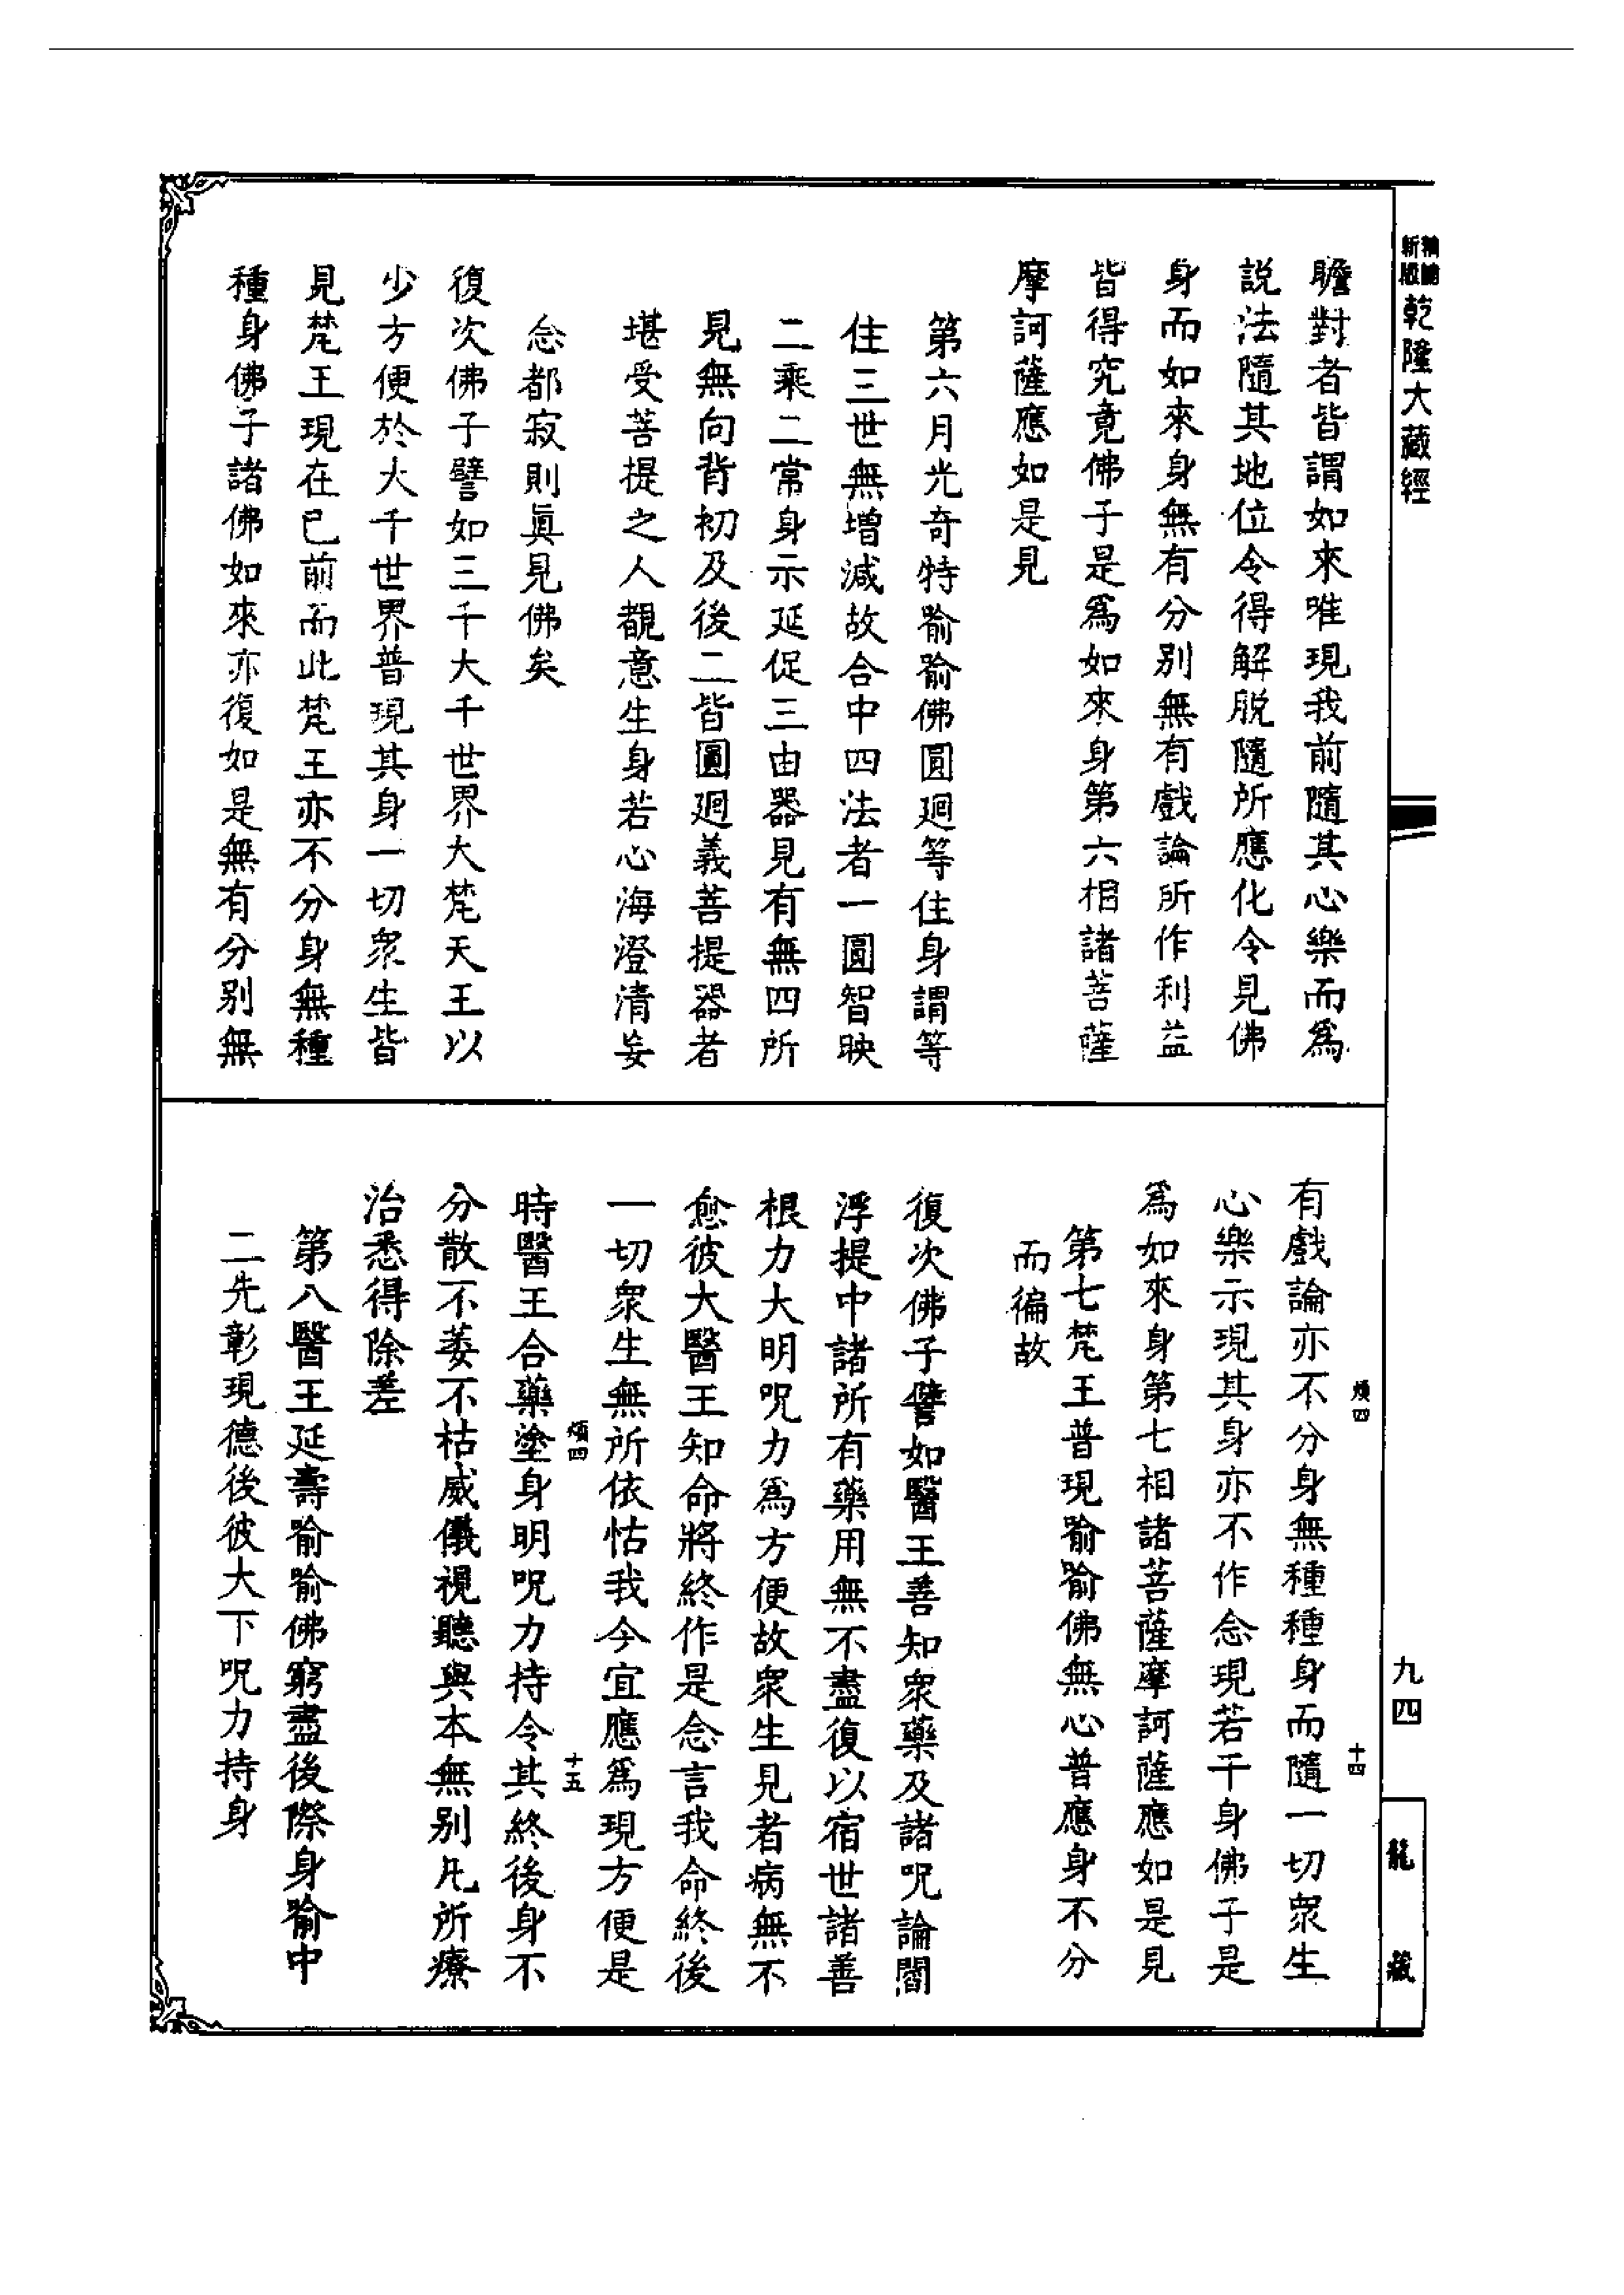 新版
精繪
乾隆大藏經
瞻對者皆謂如來唯現我前隨其心樂而爲
説法隨其地位令得解脱隨所應化令見佛
身而如來身無有分别無有戲論所作利益
皆得究竟佛子是爲如來身第六相諸菩薩
摩訶薩應如是見
第六月光奇特喻喻佛圓迴等住身謂等
住三世無增減故合中四法者一圓智映
二乘二常身示延促三由器見有無四所
見無向背初及後二皆圓迴義菩提器者
堪受菩提之人覩意生身若心海澄清妄
念都寂則眞見佛矣
復次佛子譬如三千大千世界大梵天王以
少方便於大千世界普現其身一切衆生皆
見梵王現在已前而此梵王亦不分身無種
種身佛子諸佛如來亦復如是無有分别無
煩四
十四
有戲論亦不分身無種種身而隨一切衆生
心樂示現其身亦不作念現若干身佛子是
爲如來身第七相諸菩薩摩訶薩應如是見
第七梵王普現喻喻佛無心普應身不分
而徧故
復次佛子譬如醫王善知衆藥及諸呪論閻
浮提中諸所有藥用無不盡復以宿世諸善
根力大明呪力爲方便故衆生見者病無不
愈彼大醫王知命將終作是念言我命終後
一切衆生無所依怙我今宜應爲現方便是
煩四
十五
時醫王合藥塗身明呪力持令其終後身不
分散不萎不枯威儀視聽與本無别凡所療
治悉得除差
第八醫王延壽喻喻佛窮盡後際身喻中
二先彰現德後彼大下呪力持身
九四
龍藏